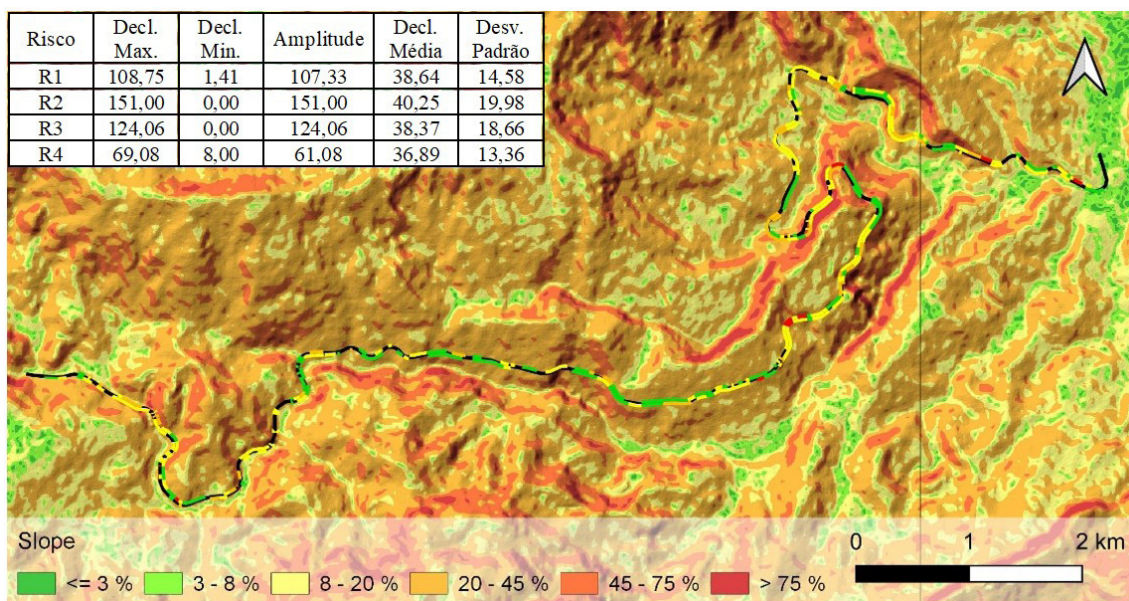 Risco Decl. Max. Decl. Min. Amplitude Decl. Média Desv. Padrão
R1 108,75 1,41 107,33 38,64 14,58
R2 151,00 0,00 151,00 40,25 19,98
R3 124,06 0,00 124,06 38,37 18,66
R4 69,08 8,00 61,08 36,89 13,36
Slope
0 1 2 km
<= 3 % 3 - 8 % 8 - 20 % 20 - 45 % 45 - 75 % > 75 %